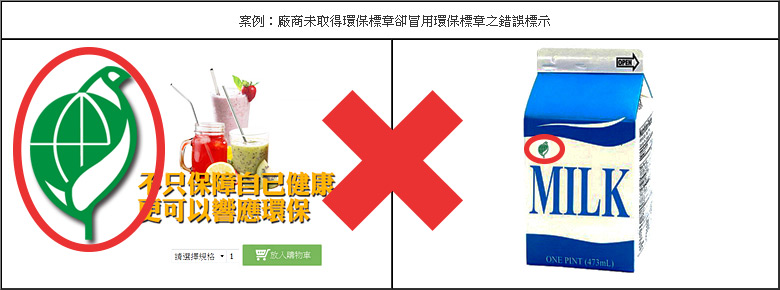 案例：廠商未取得環保標章卻冒用環保標章之錯誤標示
不只保障自己健康
更可以響應環保
請選擇規格 1
放入購物車
OPEN
MILK
ONE PINT (473mL)